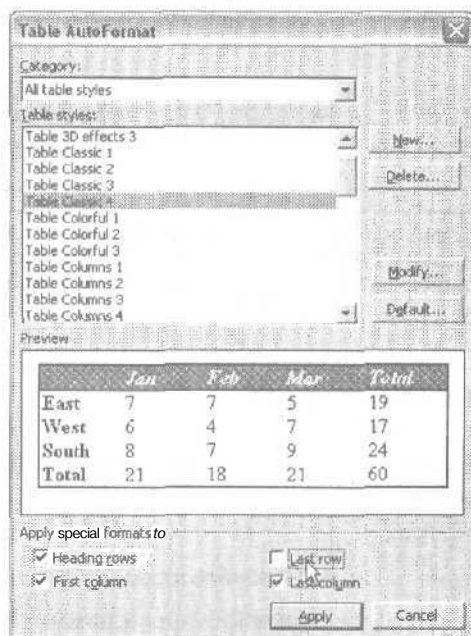 Table AutoFormat
Category:
All table styles
Table styles:
Table 3D effects 3
Table Classic 1
Table Classic 2
Table Classic 3
Table Classic 4
Table Colorful 1
Table Colorful 2
Table Colorful 3
Table Columns 1
Table Columns 2
Table Columns 3
Table Columns 4
New...
Delete...
Modify...
Default...
Preview
Jan Feb Mar Total
East 7 7 5 19
West 6 4 7 17
South 8 7 9 24
Total 21 18 21 60
Apply special formats to
Heading rows Last row
First column Last column
Apply Cancel